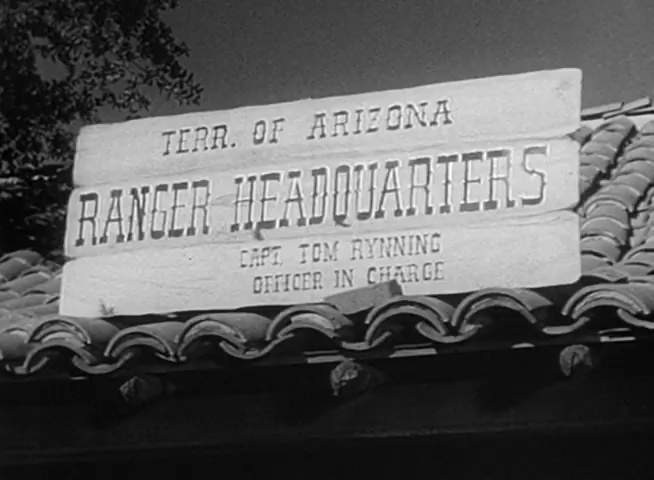 TERR. OF ARIZONA
RANGER HEADQUARTERS
CAPT. TOM RYNNING
OFFICER IN CHARGE